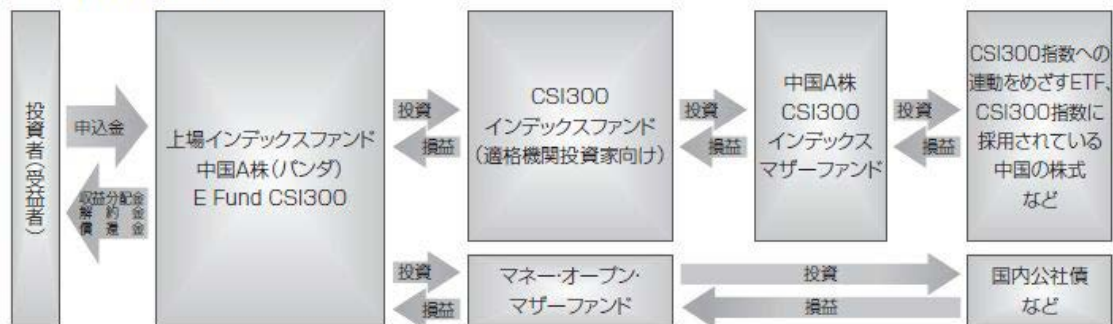 投資者(受益者)
申込金
収益分配金
解約金
償還金
上場インデックスファンド
中国A株(パンダ)
E Fund CSI300
投資
損益
CSI300
インデックスファンド
(適格機関投資家向け)
投資
損益
中国A株
CSI300
インデックス
マザーファンド
投資
損益
CSI300指数への
連動をめざすETF、
CSI300指数に
採用されている
中国の株式
など
投資
損益
マネー・オープン・
マザーファンド
投資
損益
国内公社債
など